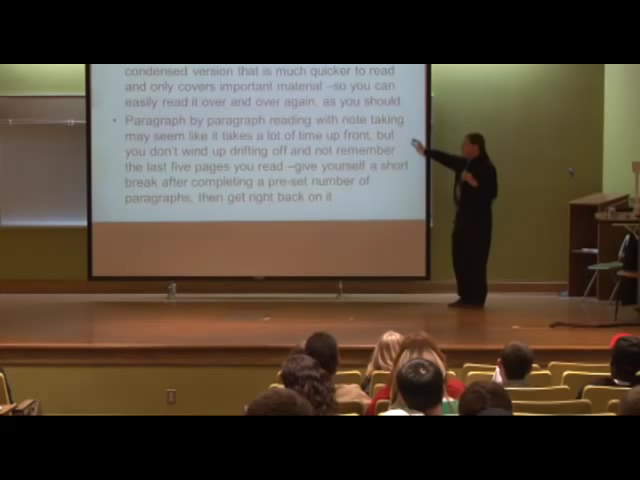 condensed version that is much quicker to read
and only covers important material –so you can
easily read it over and over again, as you should
• Paragraph by paragraph reading with note taking
may seem like it takes a lot of time up front, but
you don't wind up drifting off and not remember
the last five pages you read –give yourself a short
break after completing a pre-set number of
paragraphs, then get right back on it